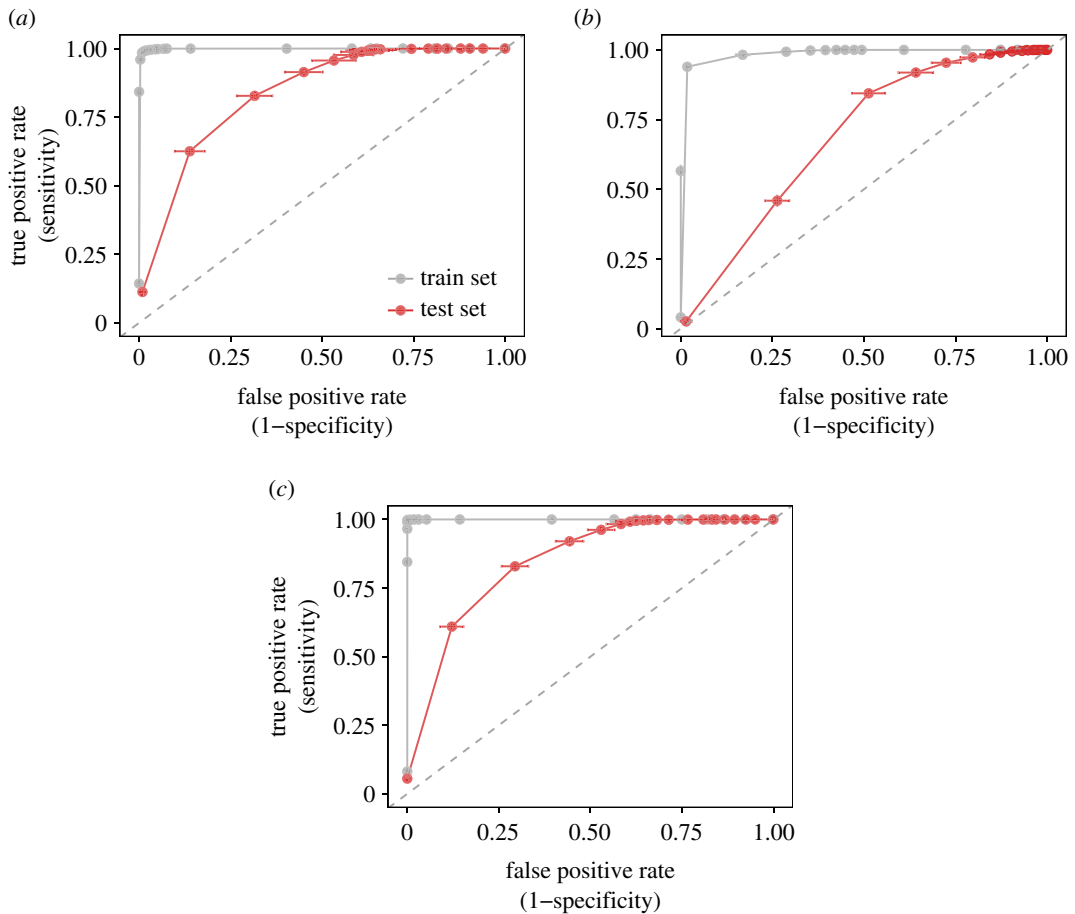 (a)
true positive rate
(sensitivity)
1.00
0.75
0.50
0.25
0
train set
test set
0 0.25 0.50 0.75 1.00
false positive rate
(1−specificity)
(b)
1.00
0.75
0.50
0.25
0
0 0.25 0.50 0.75 1.00
false positive rate
(1−specificity)
(c)
true positive rate
(sensitivity)
1.00
0.75
0.50
0.25
0
0 0.25 0.50 0.75 1.00
false positive rate
(1−specificity)